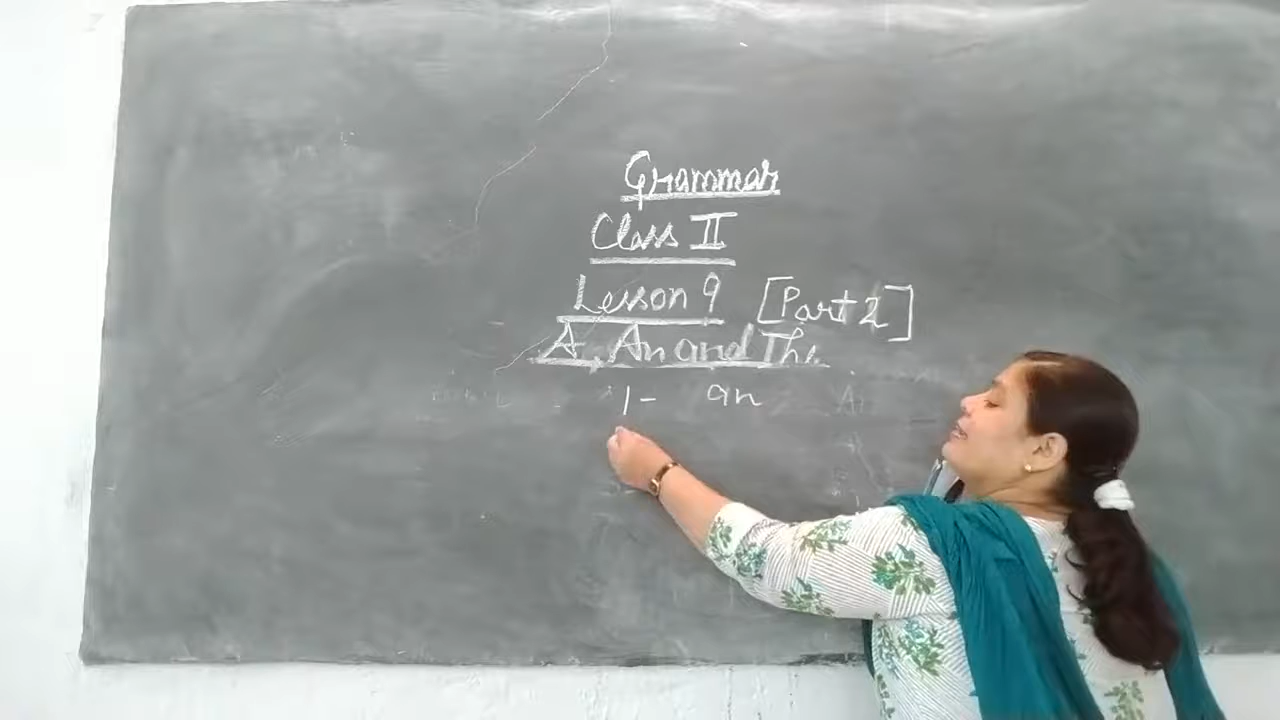 Grammar
Class II
Lesson 9 [Part 2]
A, An and The
1- an